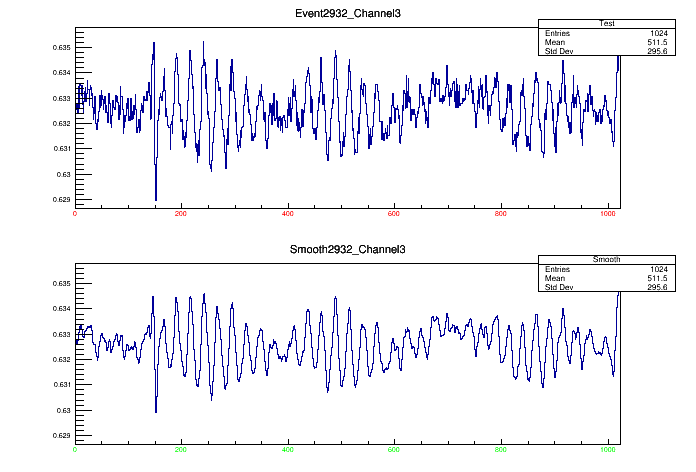 Event2932_Channel3
Test
Entries 1024
Mean 511.5
Std Dev 295.6
0.635
0.634
0.633
0.632
0.631
0.63
0.629
0 200 400 600 800 1000
Smooth2932_Channel3
Smooth
Entries 1024
Mean 511.5
Std Dev 295.6
0.635
0.634
0.633
0.632
0.631
0.63
0.629
0 200 400 600 800 1000